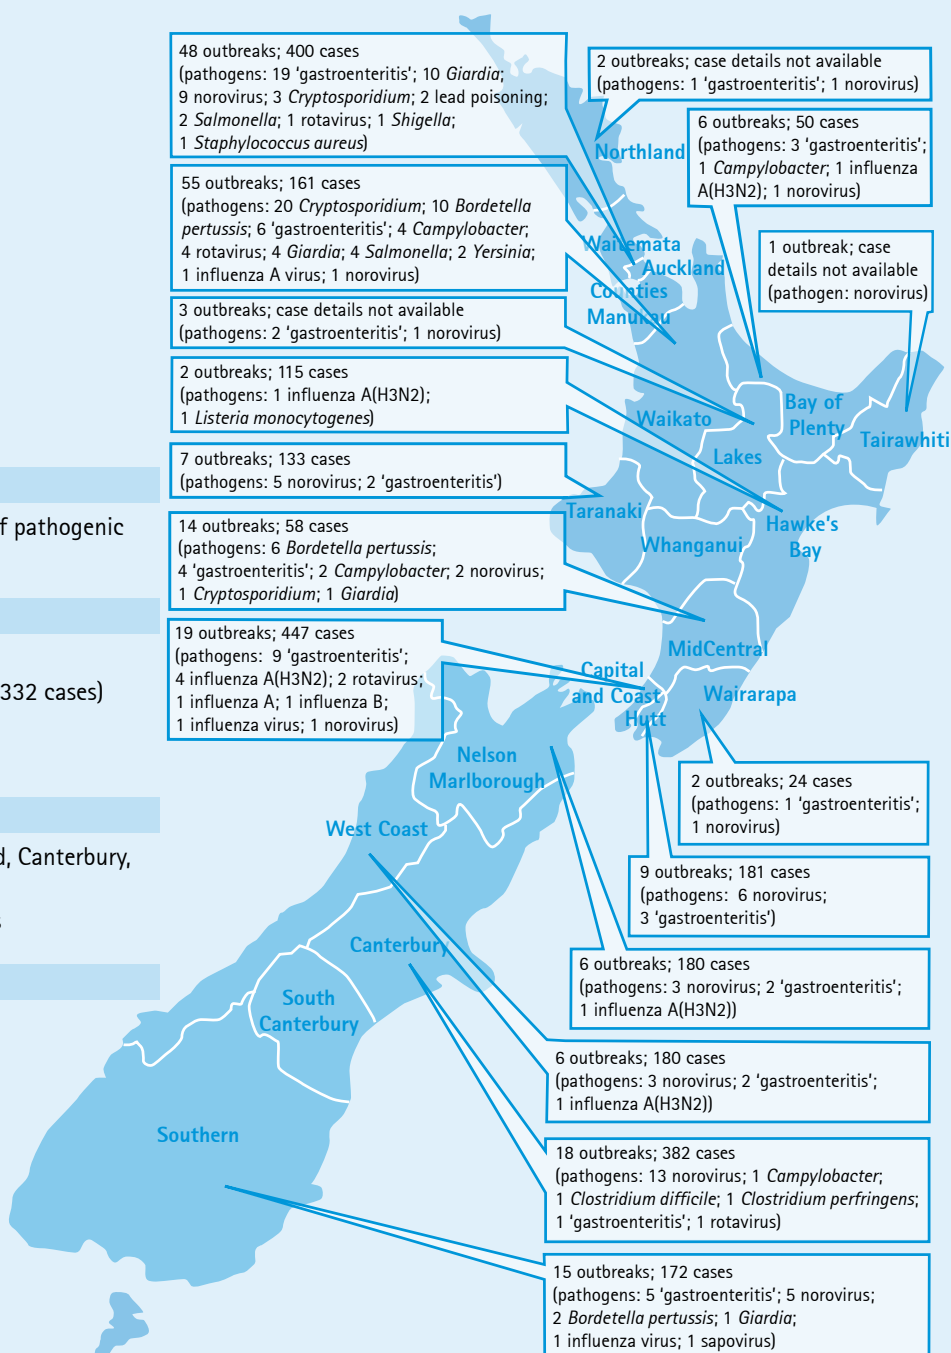 48 outbreaks; 400 cases
(pathogens: 19 'gastroenteritis'; 10 Giardia;
9 norovirus; 3 Cryptosporidium; 2 lead poisoning;
2 Salmonella; 1 rotavirus; 1 Shigella;
1 Staphylococcus aureus)
2 outbreaks; case details not available
(pathogens: 1 'gastroenteritis'; 1 norovirus)
6 outbreaks; 50 cases
(pathogens: 3 'gastroenteritis';
1 Campylobacter; 1 influenza
A(H3N2); 1 norovirus)
Northland
55 outbreaks; 161 cases
(pathogens: 20 Cryptosporidium; 10 Bordetella
pertussis; 6 'gastroenteritis'; 4 Campylobacter;
4 rotavirus; 4 Giardia; 4 Salmonella; 2 Yersinia;
1 influenza A virus; 1 norovirus)
1 outbreak; case
details not available
(pathogen: norovirus)
Waitemata
Auckland
Counties
Manukau
3 outbreaks; case details not available
(pathogens: 2 'gastroenteritis'; 1 norovirus)
2 outbreaks; 115 cases
(pathogens: 1 influenza A(H3N2);
1 Listeria monocytogenes)
Waikato
Bay of
Plenty
Tairawhiti
Lakes
7 outbreaks; 133 cases
(pathogens: 5 norovirus; 2 'gastroenteritis')
Taranaki
Whanganui
Hawke's
Bay
f pathogenic
14 outbreaks; 58 cases
(pathogens: 6 Bordetella pertussis;
4 'gastroenteritis'; 2 Campylobacter; 2 norovirus;
1 Cryptosporidium; 1 Giardia)
19 outbreaks; 447 cases
(pathogens: 9 'gastroenteritis';
4 influenza A(H3N2); 2 rotavirus;
1 influenza A; 1 influenza B;
1 influenza virus; 1 norovirus)
MidCentral
Capital
and Coast
Hutt
Wairarapa
332 cases)
Nelson
Marlborough
2 outbreaks; 24 cases
(pathogens: 1 'gastroenteritis';
1 norovirus)
West Coast
d, Canterbury,
s
9 outbreaks; 181 cases
(pathogens: 6 norovirus;
3 'gastroenteritis')
Canterbury
6 outbreaks; 180 cases
(pathogens: 3 norovirus; 2 'gastroenteritis';
1 influenza A(H3N2))
South
Canterbury
6 outbreaks; 180 cases
(pathogens: 3 norovirus; 2 'gastroenteritis';
1 influenza A(H3N2))
Southern
18 outbreaks; 382 cases
(pathogens: 13 norovirus; 1 Campylobacter;
1 Clostridium difficile; 1 Clostridium perfringens;
1 'gastroenteritis'; 1 rotavirus)
15 outbreaks; 172 cases
(pathogens: 5 'gastroenteritis'; 5 norovirus;
2 Bordetella pertussis; 1 Giardia;
1 influenza virus; 1 sapovirus)